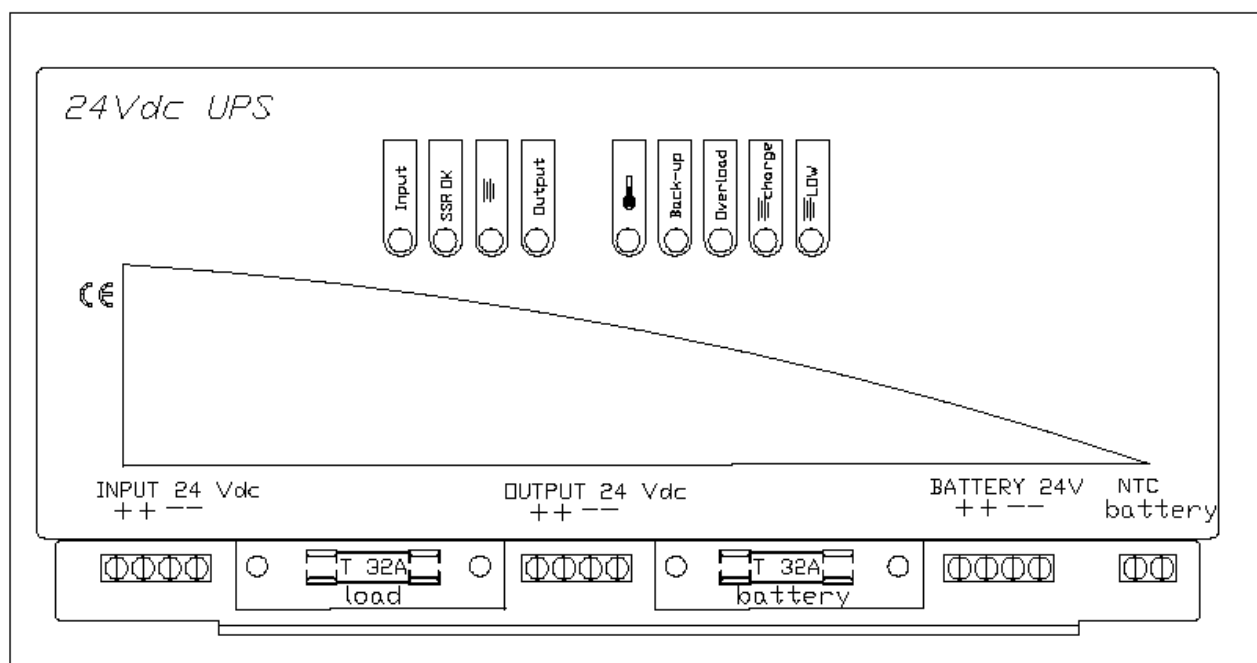 24Vdc UPS
Input
SSR OK
Output
Back-up
Overload
charge
LOW
CE
INPUT 24 Vdc
++--
OUTPUT 24 Vdc
++--
BATTERY 24V
++--
NTC
battery
T 32A
load
T 32A
battery